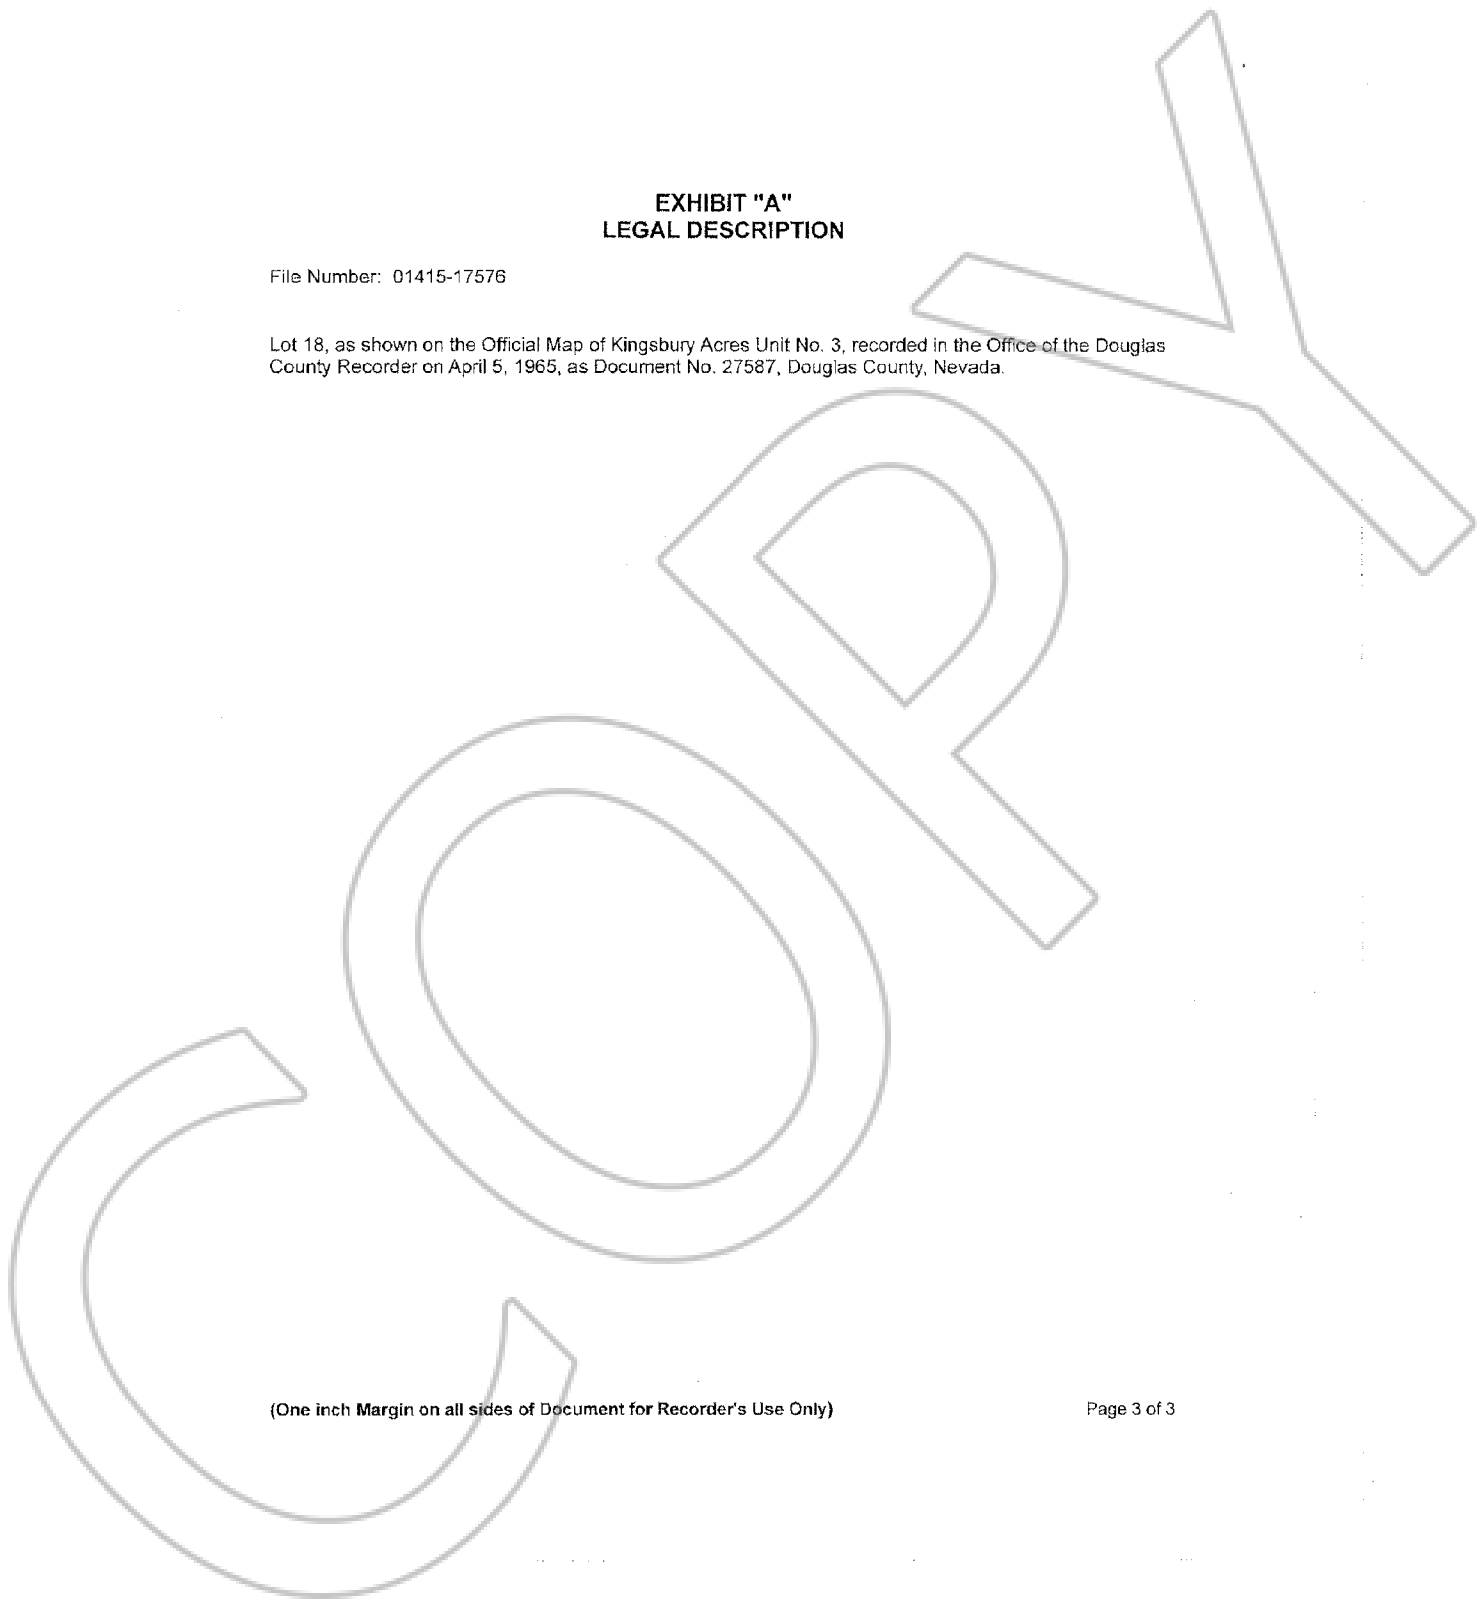 EXHIBIT "A"
LEGAL DESCRIPTION
File Number: 01415-17576
Lot 18, as shown on the Official Map of Kingsbury Acres Unit No. 3, recorded in the Office of the Douglas
County Recorder on April 5, 1965, as Document No. 27587, Douglas County, Nevada.
COPY
(One inch Margin on all sides of Document for Recorder's Use Only)
Page 3 of 3